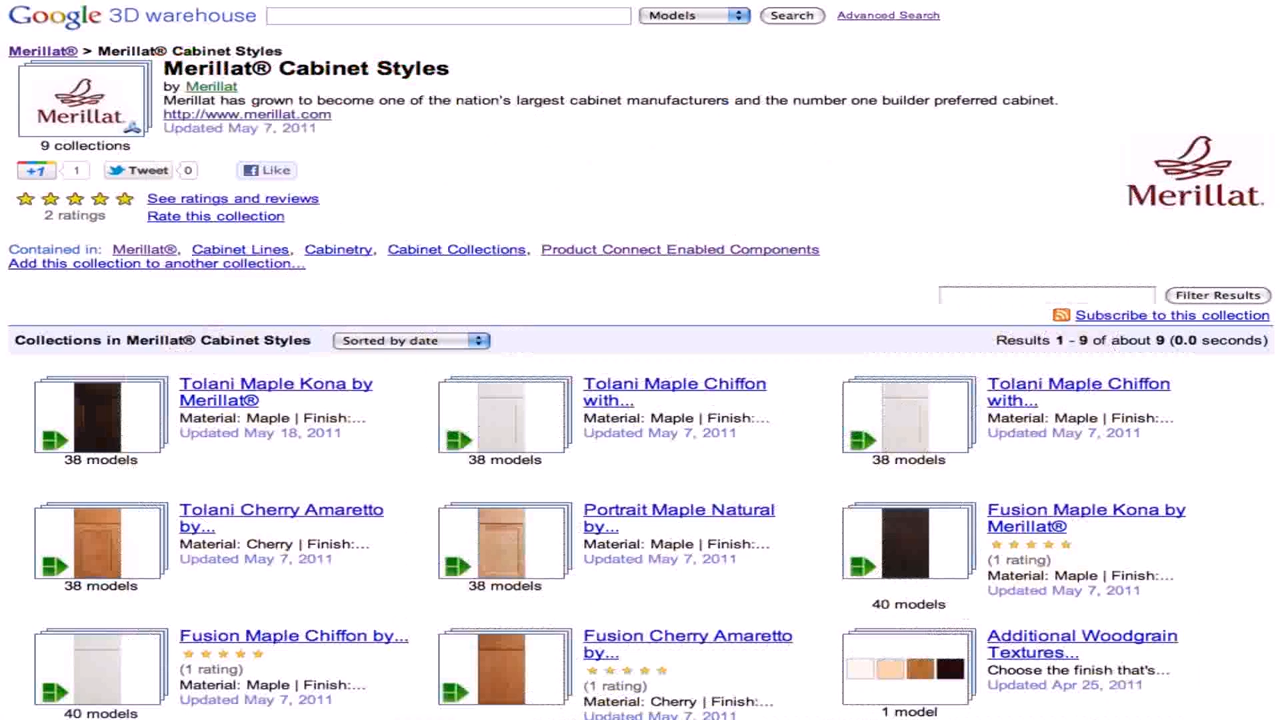 Google 3D warehouse Models Search Advanced Search
Merillat® > Merillat® Cabinet Styles
Merillat® Cabinet Styles
by Merillat
Merillat has grown to become one of the nation's largest cabinet manufacturers and the number one builder preferred cabinet.
http://www.merillat.com
Updated May 7, 2011
Merillat.
9 collections
+1 1 Tweet 0 Like
Merillat.
See ratings and reviews
2 ratings Rate this collection
Contained in: Merillat®, Cabinet Lines, Cabinetry, Cabinet Collections, Product Connect Enabled Components
Add this collection to another collection...
Filter Results
Subscribe to this collection
Collections in Merillat® Cabinet Styles Sorted by date Results 1 - 9 of about 9 (0.0 seconds)
Tolani Maple Kona by
Merillat®
Material: Maple | Finish:...
Updated May 18, 2011
38 models
Tolani Maple Chiffon
with...
Material: Maple | Finish:...
Updated May 7, 2011
38 models
Tolani Maple Chiffon
with...
Material: Maple | Finish:...
Updated May 7, 2011
38 models
Tolani Cherry Amaretto
by...
Material: Cherry | Finish:...
Updated May 7, 2011
38 models
Portrait Maple Natural
by...
Material: Maple | Finish:...
Updated May 7, 2011
38 models
Fusion Maple Kona by
Merillat®
(1 rating)
Material: Maple | Finish:...
Updated May 7, 2011
40 models
Fusion Maple Chiffon by...
(1 rating)
Material: Maple | Finish:...
Updated May 7, 2011
40 models
Fusion Cherry Amaretto
by...
(1 rating)
Material: Cherry | Finish:...
Updated May 7, 2011
Additional Woodgrain
Textures...
Choose the finish that's...
Updated Apr 25, 2011
1 model